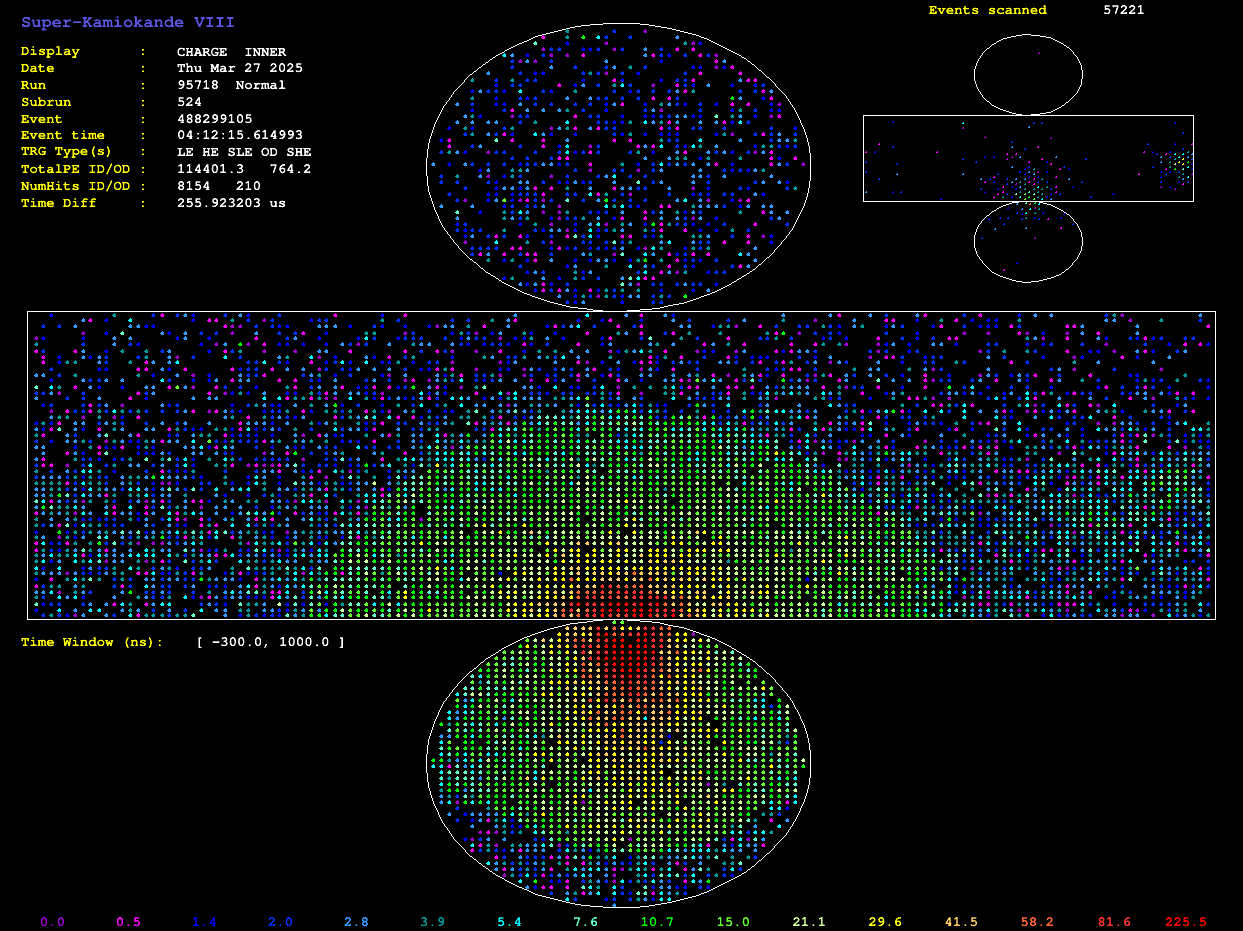 Super-Kamiokande VIII
Events scanned 57221
Display : CHARGE INNER
Date : Thu Mar 27 2025
Run : 95718 Normal
Subrun : 524
Event : 488299105
Event time : 04:12:15.614993
TRG Type(s) : LE HE SLE OD SHE
TotalPE ID/OD : 114401.3 764.2
NumHits ID/OD : 8154 210
Time Diff : 255.923203 us
Time Window (ns): [ -300.0, 1000.0 ]
0.0 0.5 1.4 2.0 2.8 3.9 5.4 7.6 10.7 15.0 21.1 29.6 41.5 58.2 81.6 225.5